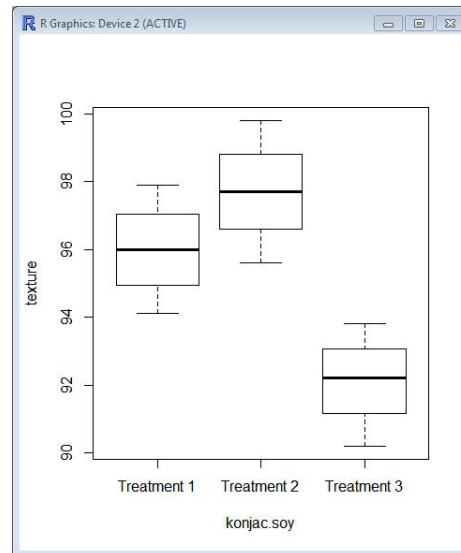 R Graphics: Device 2 (ACTIVE)
100
98
96
94
92
90
texture
Treatment 1 Treatment 2 Treatment 3
konjac.soy